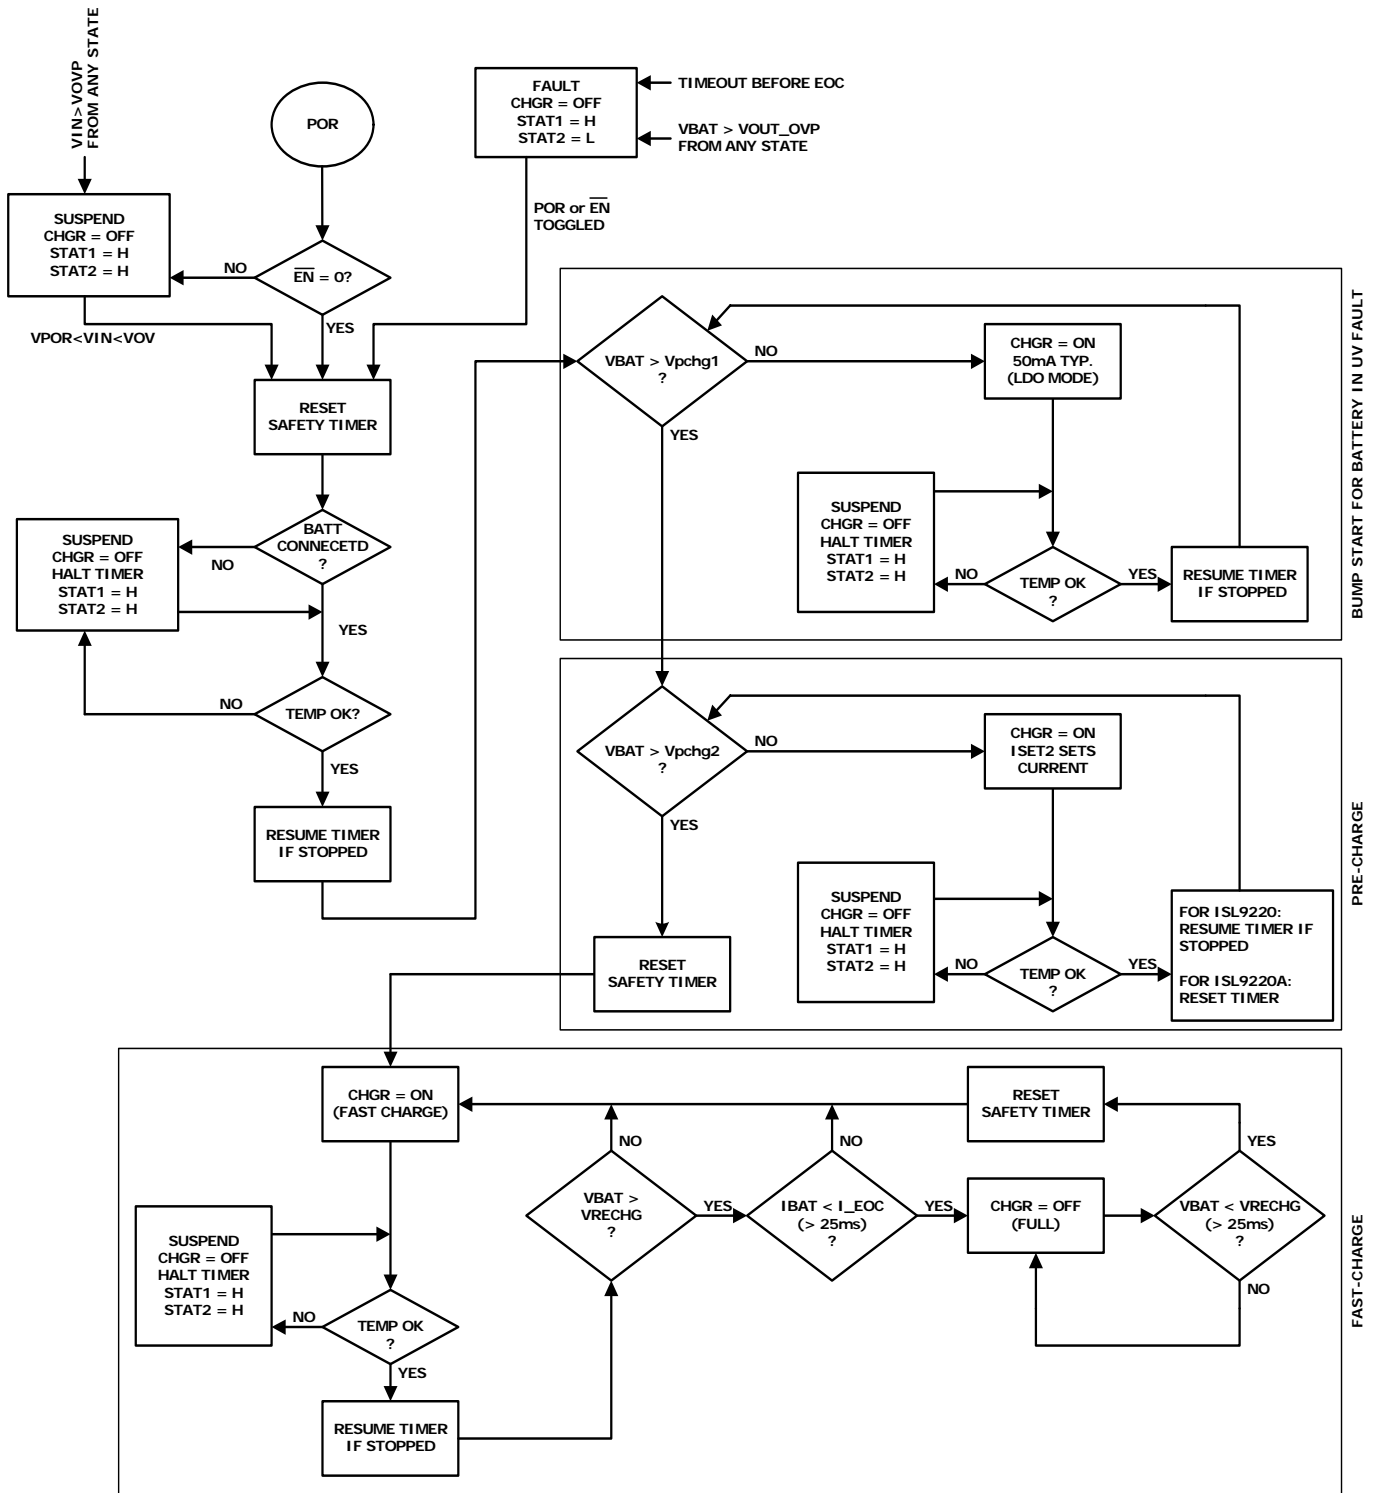 VIN>VOVP
FROM ANY STATE
POR
FAULT
CHGR = OFF
STAT1 = H
STAT2 = L
TIMEOUT BEFORE EOC
VBAT > VOUT_OVP
FROM ANY STATE
POR or EN
TOGGLED
SUSPEND
CHGR = OFF
STAT1 = H
STAT2 = H
NO
EN = 0?
YES
VPOR<VIN<VOV
RESET
SAFETY TIMER
BATT
CONNECETD
?
NO
YES
SUSPEND
CHGR = OFF
HALT TIMER
STAT1 = H
STAT2 = H
NO
TEMP OK?
YES
RESUME TIMER
IF STOPPED
BUMP START FOR BATTERY IN UV FAULT
VBAT > Vpchg1
?
NO
YES
CHGR = ON
50mA TYP.
(LDO MODE)
SUSPEND
CHGR = OFF
HALT TIMER
STAT1 = H
STAT2 = H
NO
TEMP OK
?
YES
RESUME TIMER
IF STOPPED
PRE-CHARGE
VBAT > Vpchg2
?
NO
YES
CHGR = ON
ISET2 SETS
CURRENT
SUSPEND
CHGR = OFF
HALT TIMER
STAT1 = H
STAT2 = H
NO
TEMP OK
?
YES
FOR ISL9220:
RESUME TIMER IF
STOPPED
FOR ISL9220A:
RESET TIMER
RESET
SAFETY TIMER
FAST-CHARGE
CHGR = ON
(FAST CHARGE)
SUSPEND
CHGR = OFF
HALT TIMER
STAT1 = H
STAT2 = H
NO
TEMP OK
?
YES
RESUME TIMER
IF STOPPED
NO
VBAT >
VRECHG
?
YES
NO
IBAT < I_EOC
(> 25ms)
?
YES
CHGR = OFF
(FULL)
RESET
SAFETY TIMER
YES
VBAT < VRECHG
(> 25ms)
?
NO